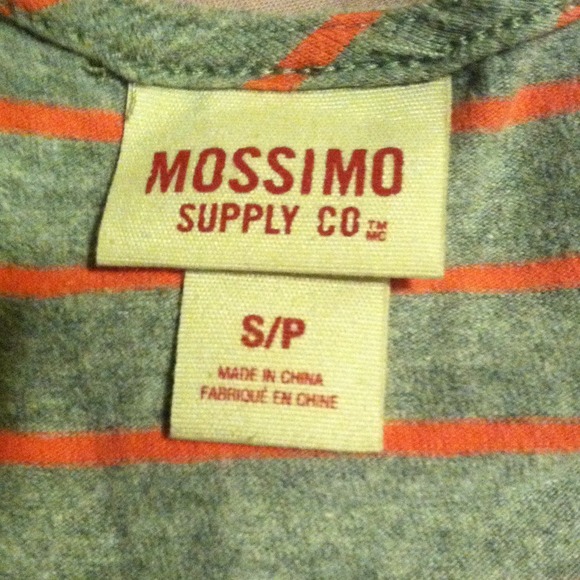 MOSSIMO
SUPPLY CO TM MC
S/P
MADE IN CHINA
FABRIQUÉ EN CHINE